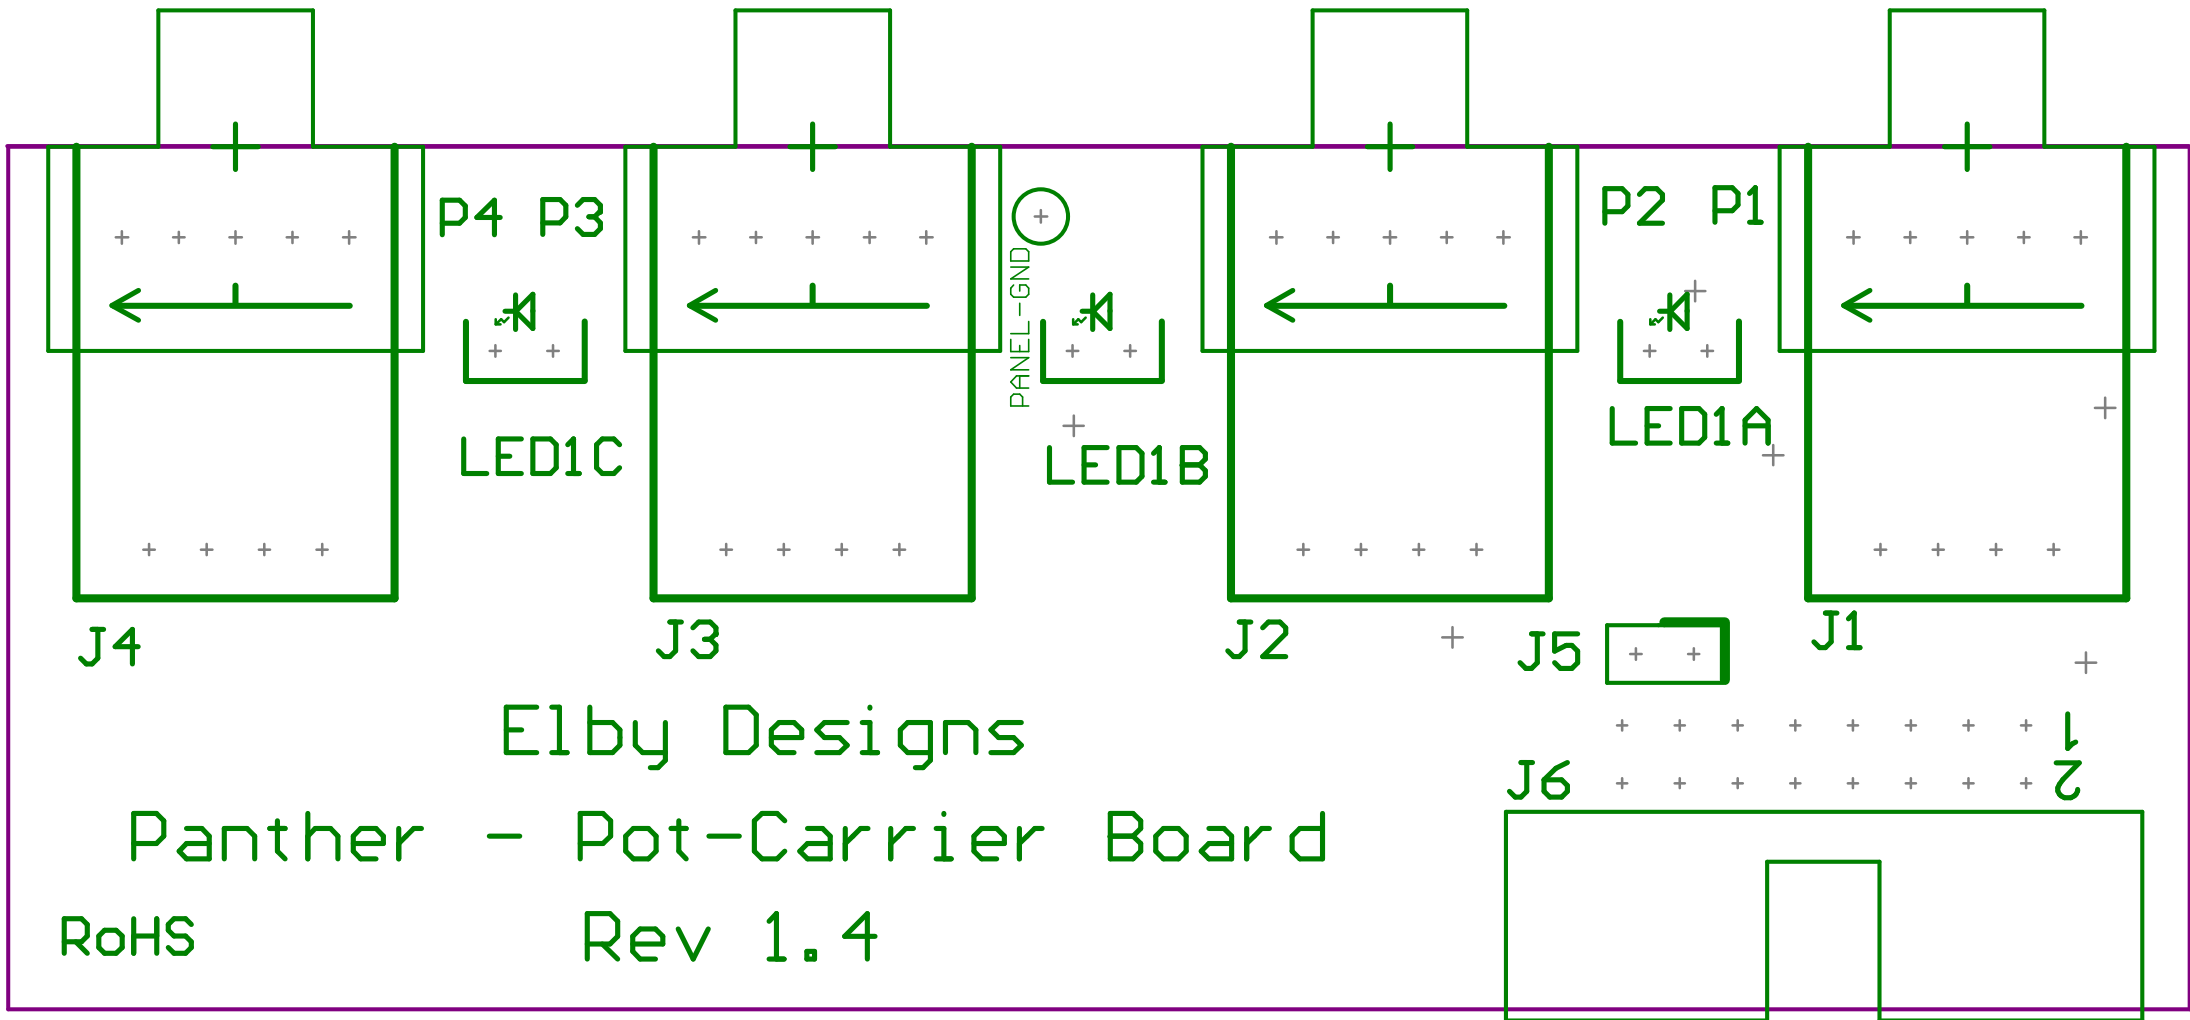 P4 P3 P2 P1
PANEL-GND
LED1C LED1B LED1A
J4 J3 J2 J5 J1
Elby Designs
1
J6 2
Panther - Pot-Carrier Board
RoHS Rev 1.4